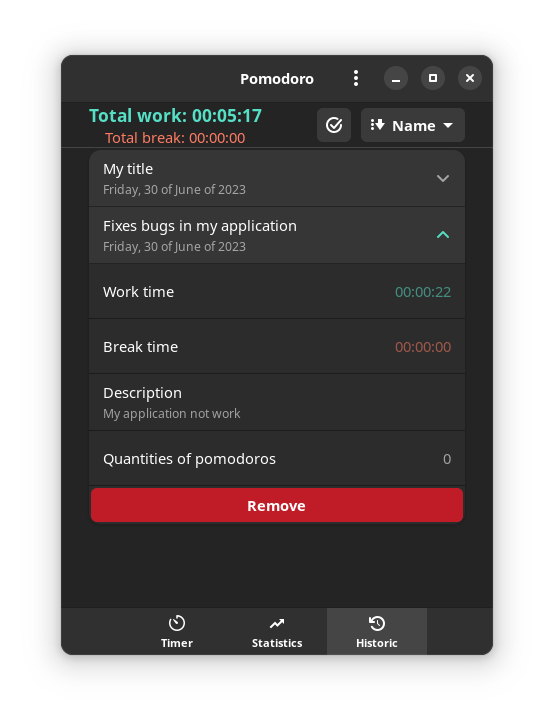 Pomodoro
Total work: 00:05:17
Total break: 00:00:00
Name
My title
Friday, 30 of June of 2023
Fixes bugs in my application
Friday, 30 of June of 2023
Work time 00:00:22
Break time 00:00:00
Description
My application not work
Quantities of pomodoros 0
Remove
Timer Statistics Historic